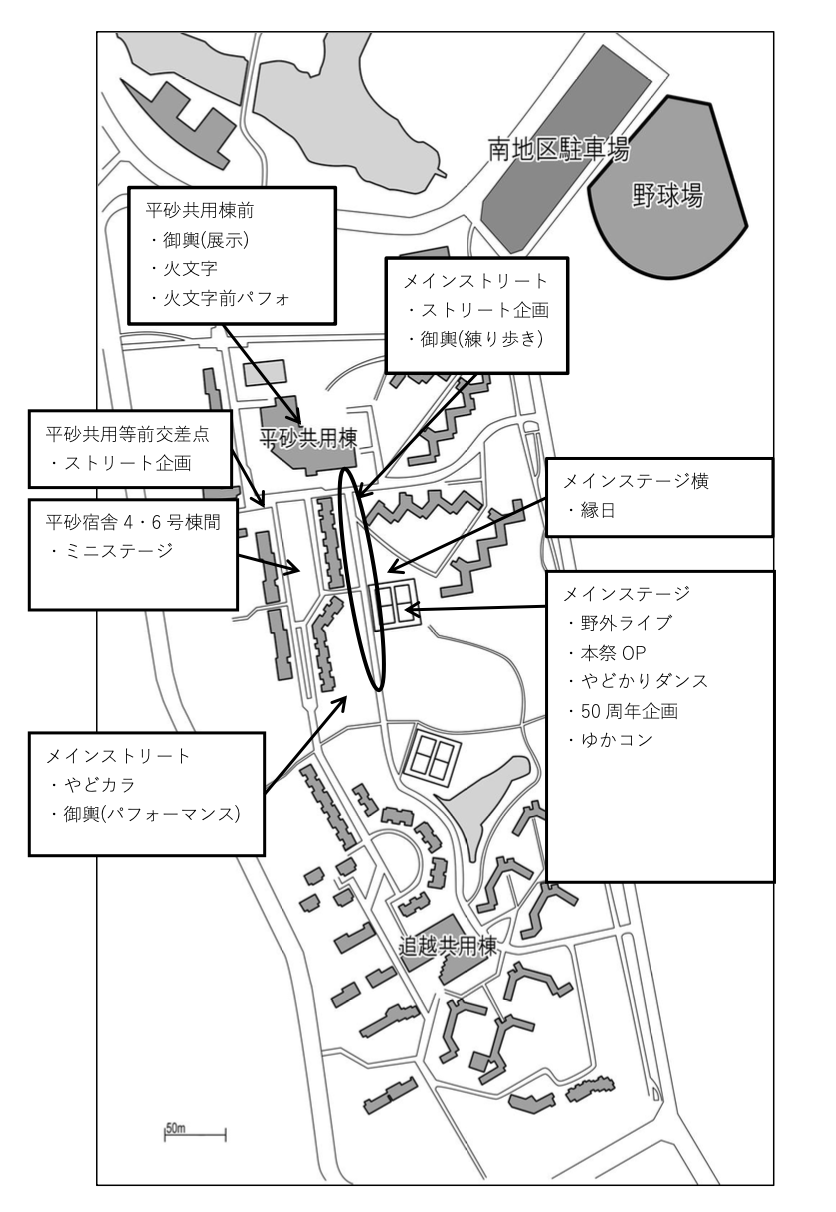 南地区駐車場
野球場
平砂共用棟前
・御輿(展示)
・火文字
・火文字前パフォ
メインストリート
・ストリート企画
・御輿(練り歩き)
平砂共用棟
平砂共用等前交差点
・ストリート企画
平砂宿舎 4・6 号棟間
・ミニステージ
メインステージ横
・縁日
メインステージ
・野外ライブ
・本祭 OP
・やどかりダンス
・50 周年企画
・ゆかコン
メインストリート
・やどカラ
・御輿(パフォーマンス)
追越共用棟
50m